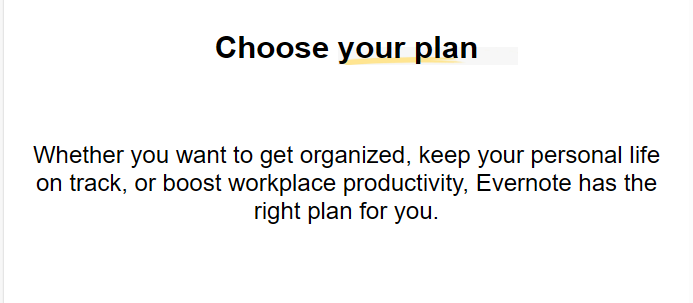 Choose your plan
Whether you want to get organized, keep your personal life
on track, or boost workplace productivity, Evernote has the
right plan for you.